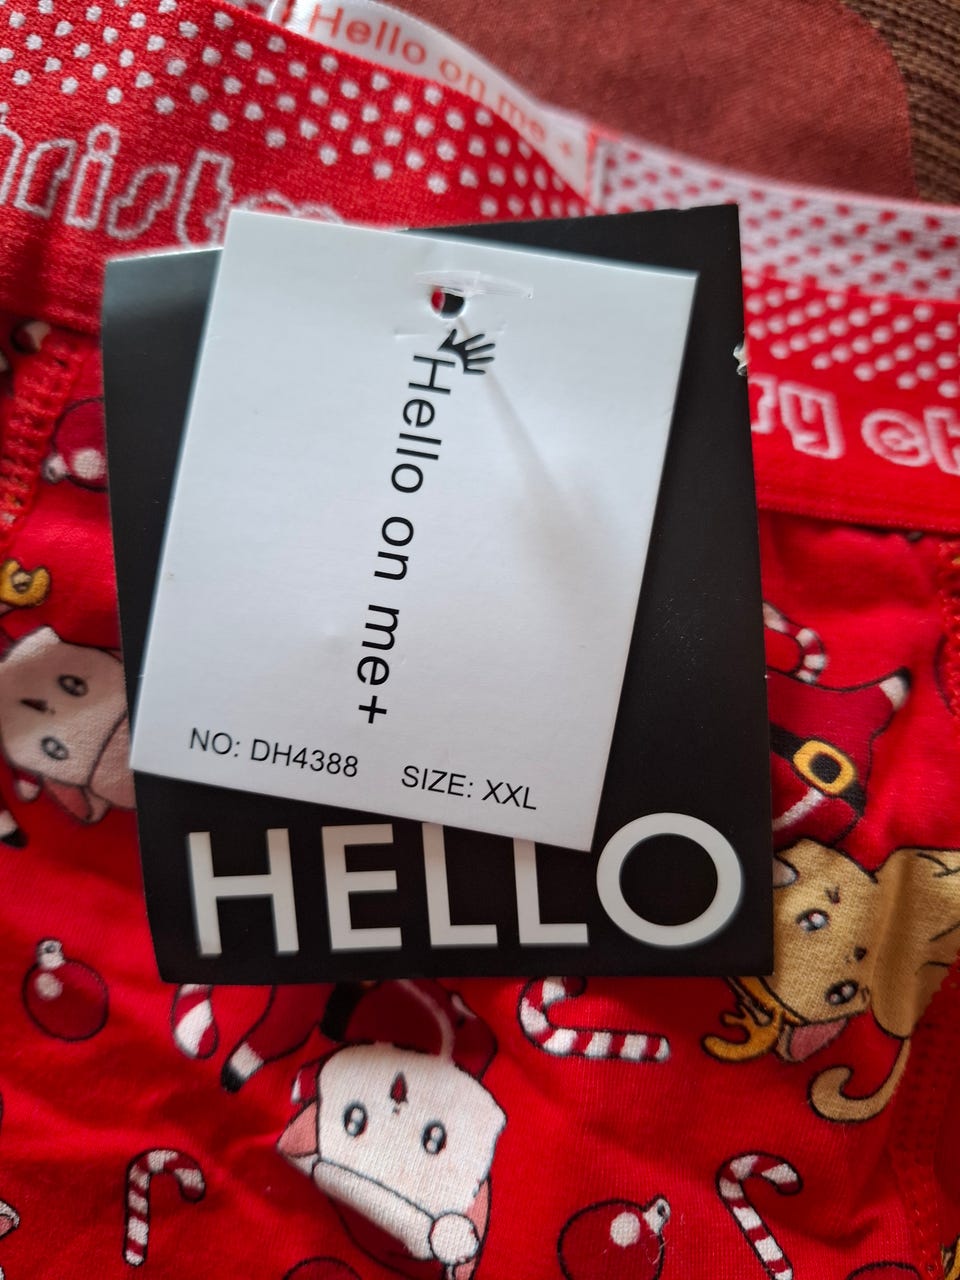 Hello on me +
Hello on me+
NO: DH4388 SIZE: XXL
HELLO